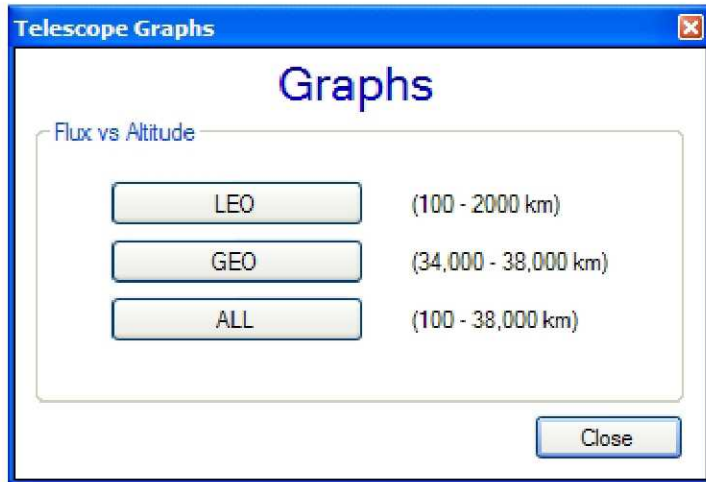 Telescope Graphs
Graphs
Flux vs Altitude
LEO (100 - 2000 km)
GEO (34,000 - 38,000 km)
ALL (100 - 38,000 km)
Close